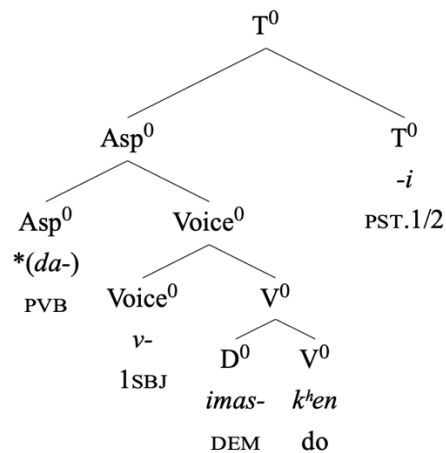 T⁰
Asp⁰ T⁰
-i
Asp⁰ Voice⁰ PST.1/2
*(da-)
PVB Voice⁰ V⁰
v-
1SBJ D⁰ V⁰
imas- kʰen
DEM do